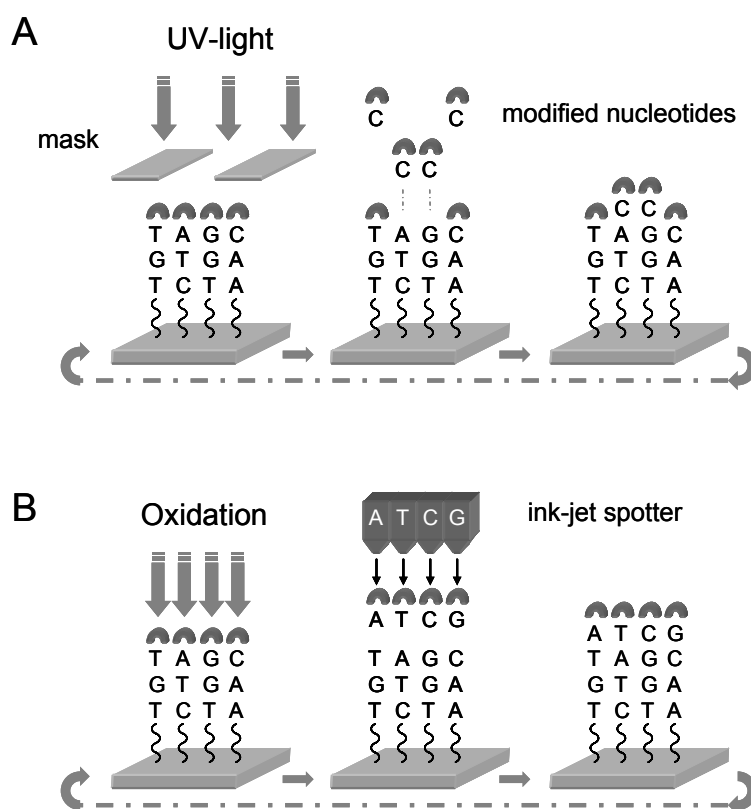 A
UV-light
mask
T A G C
G T G A
T C T A
C C
C C
T A G C
G T G A
T C T A
modified nucleotides
C C
T A G C
G T G A
T C T A
B
Oxidation
T A G C
G T G A
T C T A
A T C G
A T C G
T A G C
G T G A
T C T A
ink-jet spotter
A T C G
T A G C
G T G A
T C T A